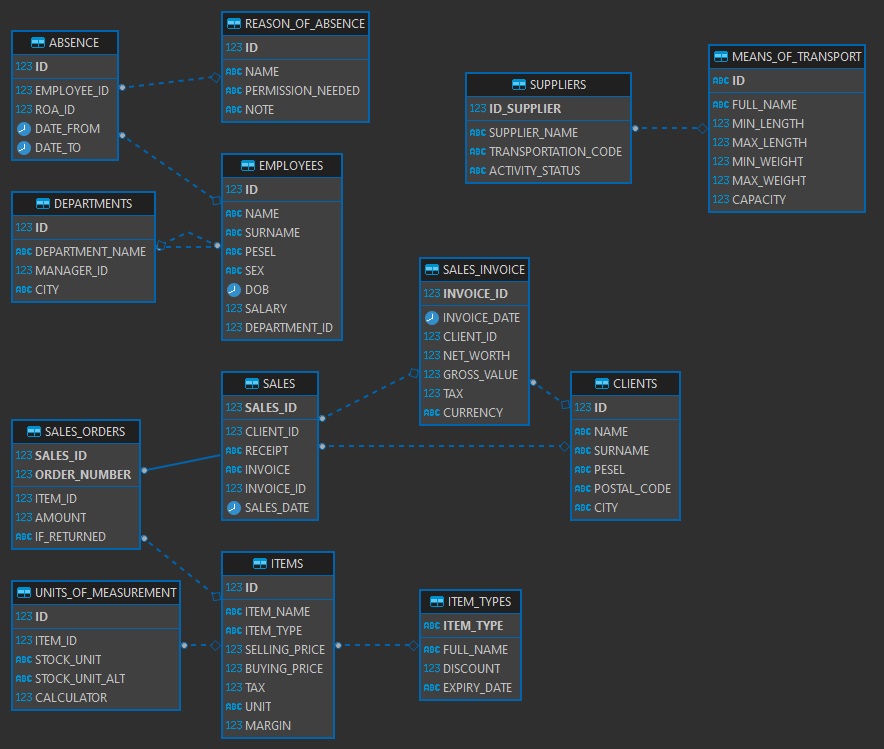 ABSENCE
123 ID
123 EMPLOYEE_ID
123 ROA_ID
DATE_FROM
DATE_TO
REASON_OF_ABSENCE
123 ID
ABC NAME
ABC PERMISSION_NEEDED
ABC NOTE
SUPPLIERS
123 ID_SUPPLIER
ABC SUPPLIER_NAME
ABC TRANSPORTATION_CODE
ABC ACTIVITY_STATUS
MEANS_OF_TRANSPORT
ABC ID
ABC FULL_NAME
123 MIN_LENGTH
123 MAX_LENGTH
123 MIN_WEIGHT
123 MAX_WEIGHT
123 CAPACITY
DEPARTMENTS
123 ID
ABC DEPARTMENT_NAME
123 MANAGER_ID
ABC CITY
EMPLOYEES
123 ID
ABC NAME
ABC SURNAME
ABC PESEL
ABC SEX
DOB
123 SALARY
123 DEPARTMENT_ID
SALES_INVOICE
123 INVOICE_ID
INVOICE_DATE
123 CLIENT_ID
123 NET_WORTH
123 GROSS_VALUE
123 TAX
ABC CURRENCY
SALES
123 SALES_ID
123 CLIENT_ID
ABC RECEIPT
ABC INVOICE
123 INVOICE_ID
SALES_DATE
CLIENTS
123 ID
ABC NAME
ABC SURNAME
ABC PESEL
ABC POSTAL_CODE
ABC CITY
SALES_ORDERS
123 SALES_ID
123 ORDER_NUMBER
123 ITEM_ID
123 AMOUNT
ABC IF_RETURNED
ITEMS
123 ID
ABC ITEM_NAME
ABC ITEM_TYPE
123 SELLING_PRICE
123 BUYING_PRICE
123 TAX
ABC UNIT
123 MARGIN
UNITS_OF_MEASUREMENT
123 ID
123 ITEM_ID
ABC STOCK_UNIT
ABC STOCK_UNIT_ALT
123 CALCULATOR
ITEM_TYPES
ABC ITEM_TYPE
ABC FULL_NAME
123 DISCOUNT
ABC EXPIRY_DATE